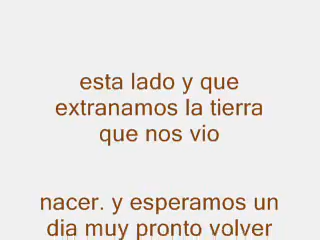 esta lado y que
extranamos la tierra
que nos vio
nacer. y esperamos un
dia muy pronto volver